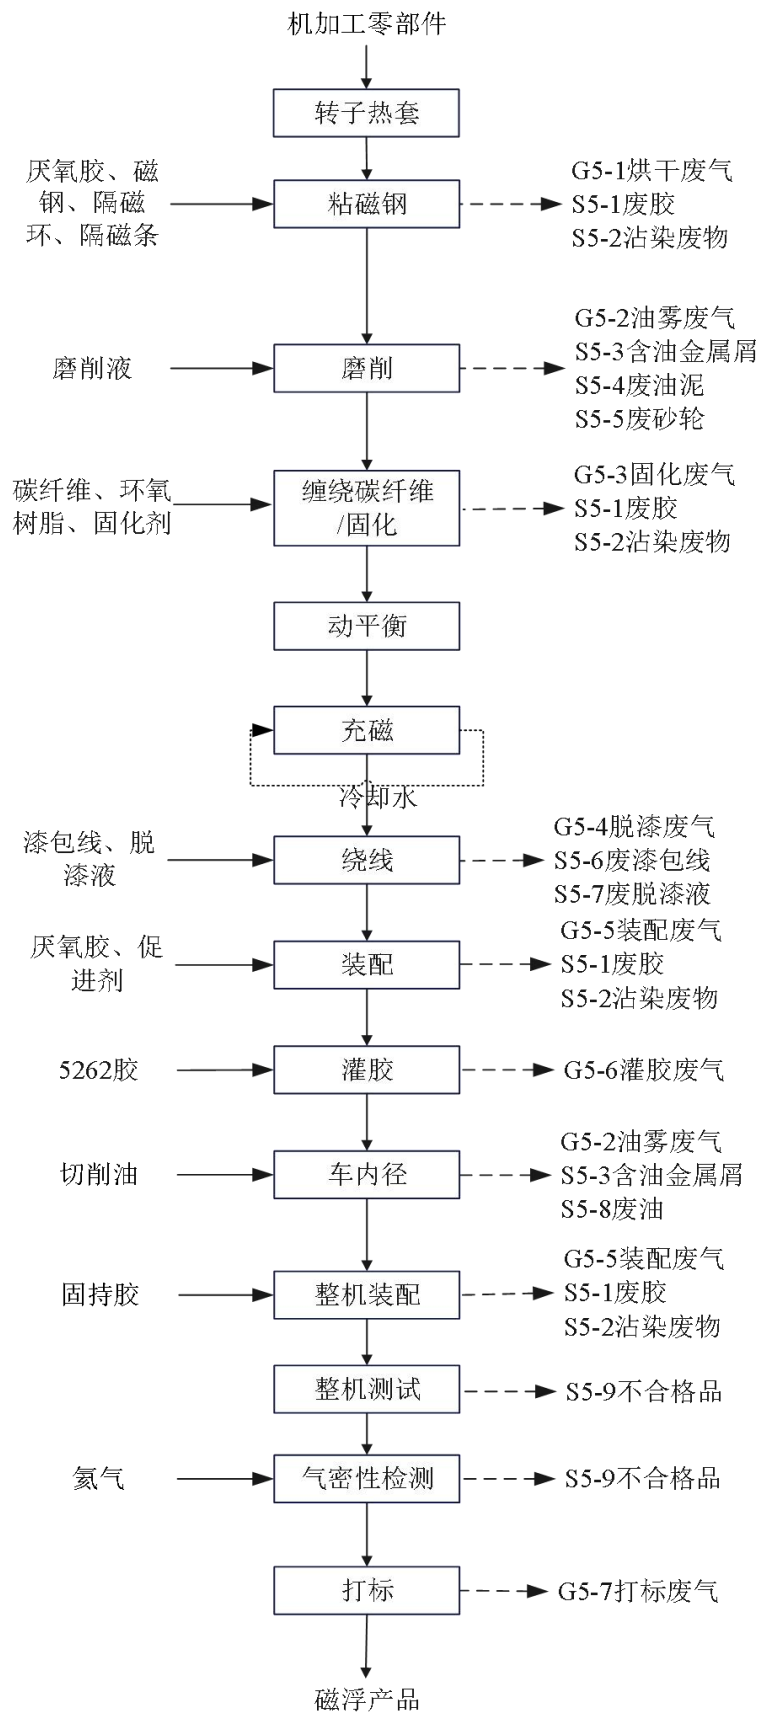 机加工零部件
转子热套
厌氧胶、磁
钢、隔磁
环、隔磁条
粘磁钢
G5-1烘干废气
S5-1废胶
S5-2沾染废物
磨削液
磨削
G5-2油雾废气
S5-3含油金属屑
S5-4废油泥
S5-5废砂轮
碳纤维、环氧
树脂、固化剂
缠绕碳纤维
/固化
G5-3固化废气
S5-1废胶
S5-2沾染废物
动平衡
充磁
冷却水
漆包线、脱
漆液
绕线
G5-4脱漆废气
S5-6废漆包线
S5-7废脱漆液
厌氧胶、促
进剂
装配
G5-5装配废气
S5-1废胶
S5-2沾染废物
5262胶
灌胶
G5-6灌胶废气
切削油
车内径
G5-2油雾废气
S5-3含油金属屑
S5-8废油
固持胶
整机装配
G5-5装配废气
S5-1废胶
S5-2沾染废物
整机测试
S5-9不合格品
氦气
气密性检测
S5-9不合格品
打标
G5-7打标废气
磁浮产品